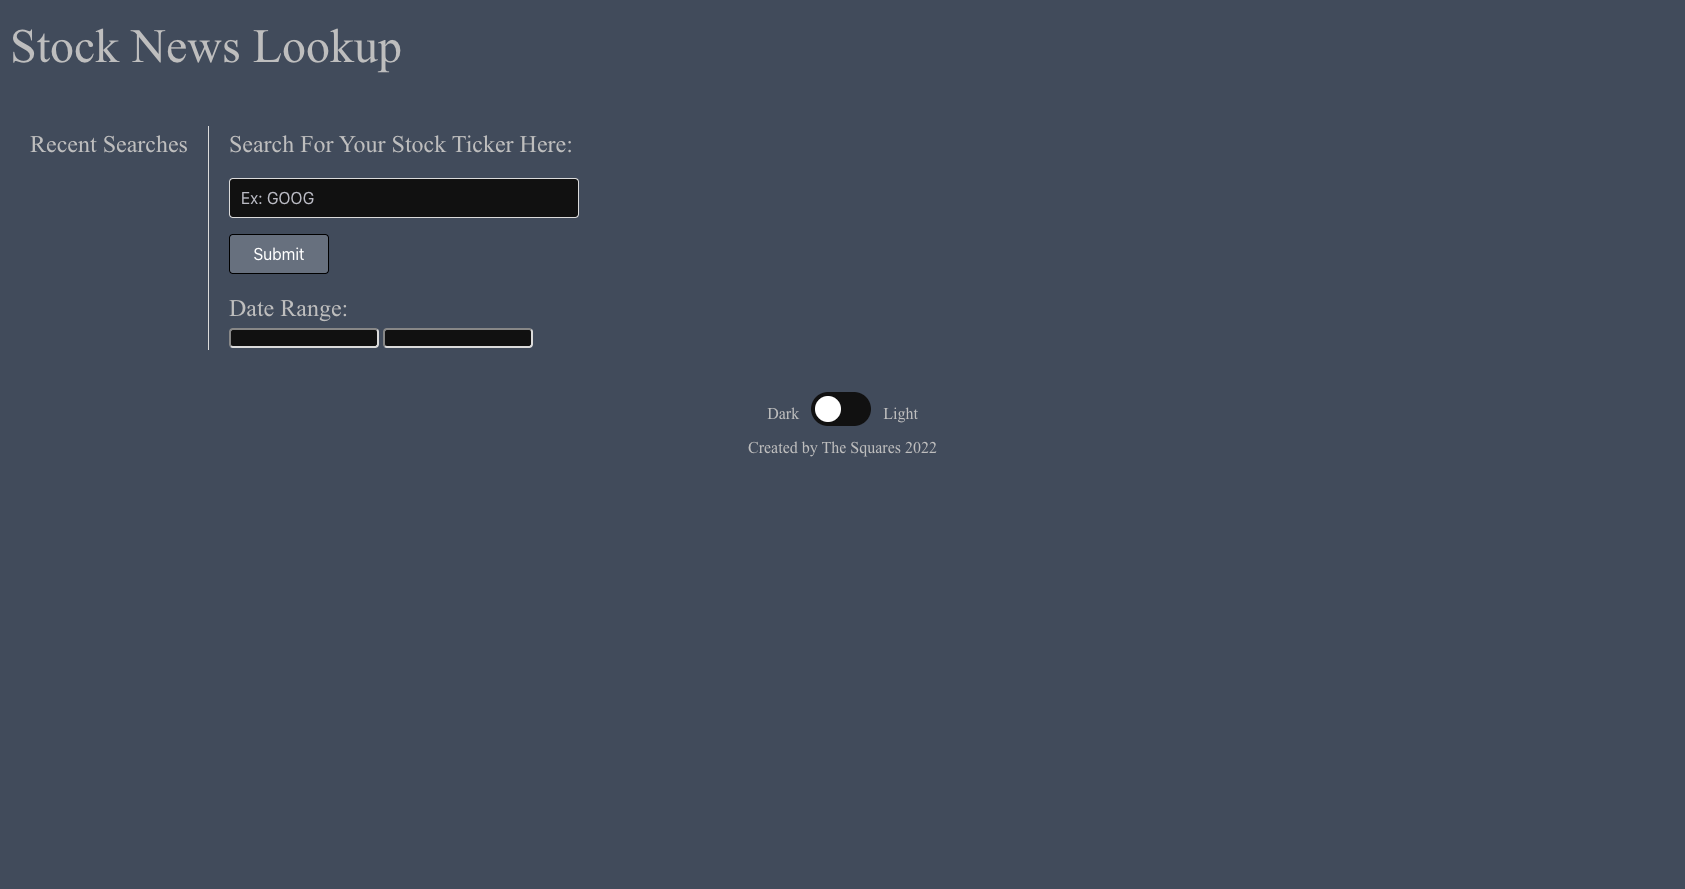 Stock News Lookup
Recent Searches
Search For Your Stock Ticker Here:
Ex: GOOG
Submit
Date Range:
Dark Light
Created by The Squares 2022